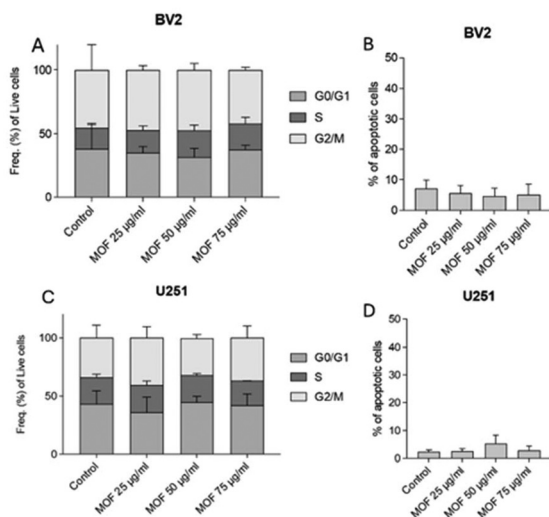 BV2
A
Freq. (%) of Live cells
100
50
0
Control
MOF 25 µg/ml
MOF 50 µg/ml
MOF 75 µg/ml
G0/G1
S
G2/M
B
BV2
% of apoptotic cells
50
40
30
20
10
0
Control
MOF 25 µg/ml
MOF 50 µg/ml
MOF 75 µg/ml
C
U251
Freq. (%) of Live cells
100
50
0
Control
MOF 25 µg/ml
MOF 50 µg/ml
MOF 75 µg/ml
G0/G1
S
G2/M
D
U251
% of apoptotic cells
50
40
30
20
10
0
Control
MOF 25 µg/ml
MOF 50 µg/ml
MOF 75 µg/ml